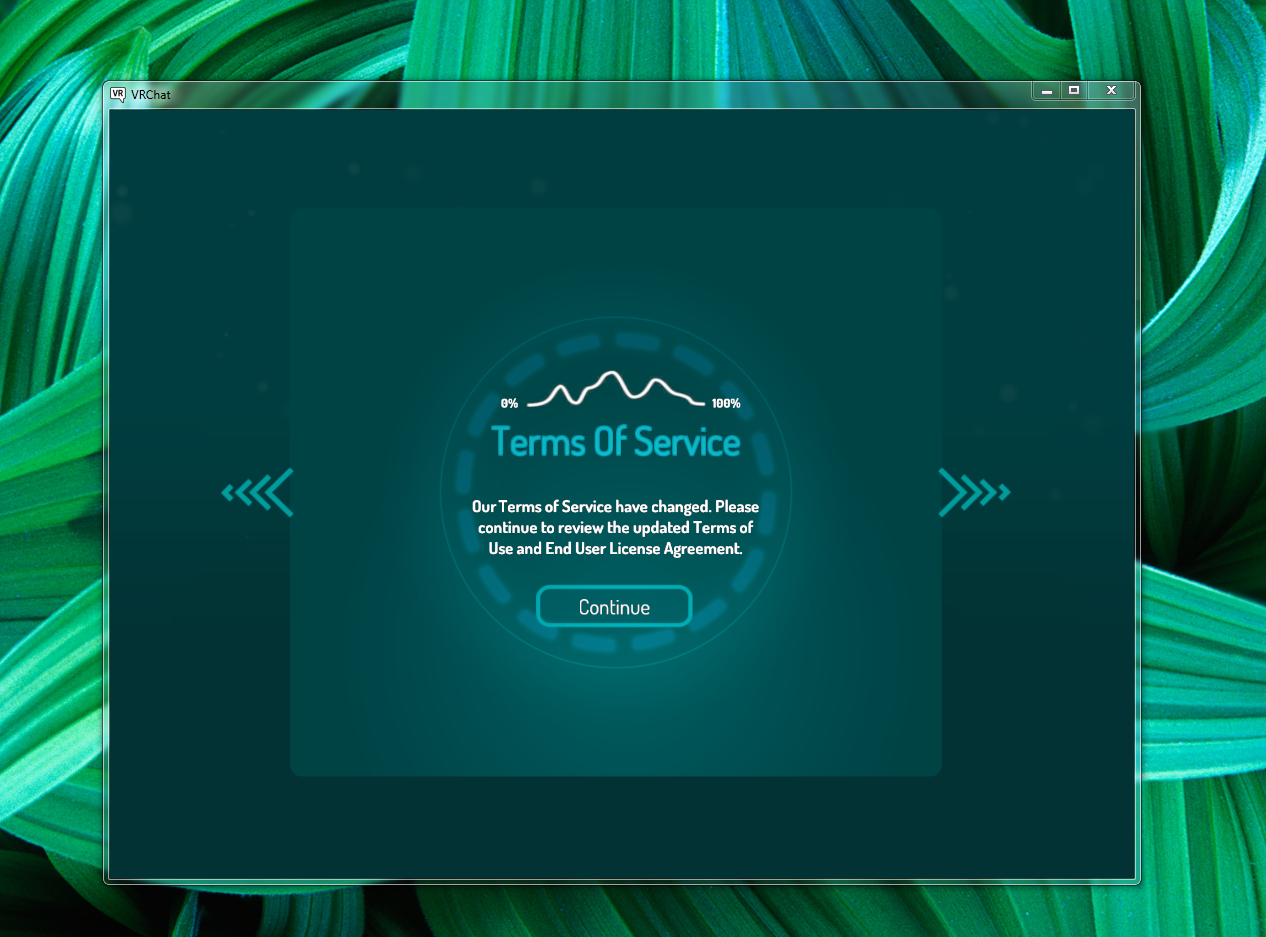 VR VRChat
0% 100%
Terms Of Service
Our Terms of Service have changed. Please
continue to review the updated Terms of
Use and End User License Agreement.
Continue